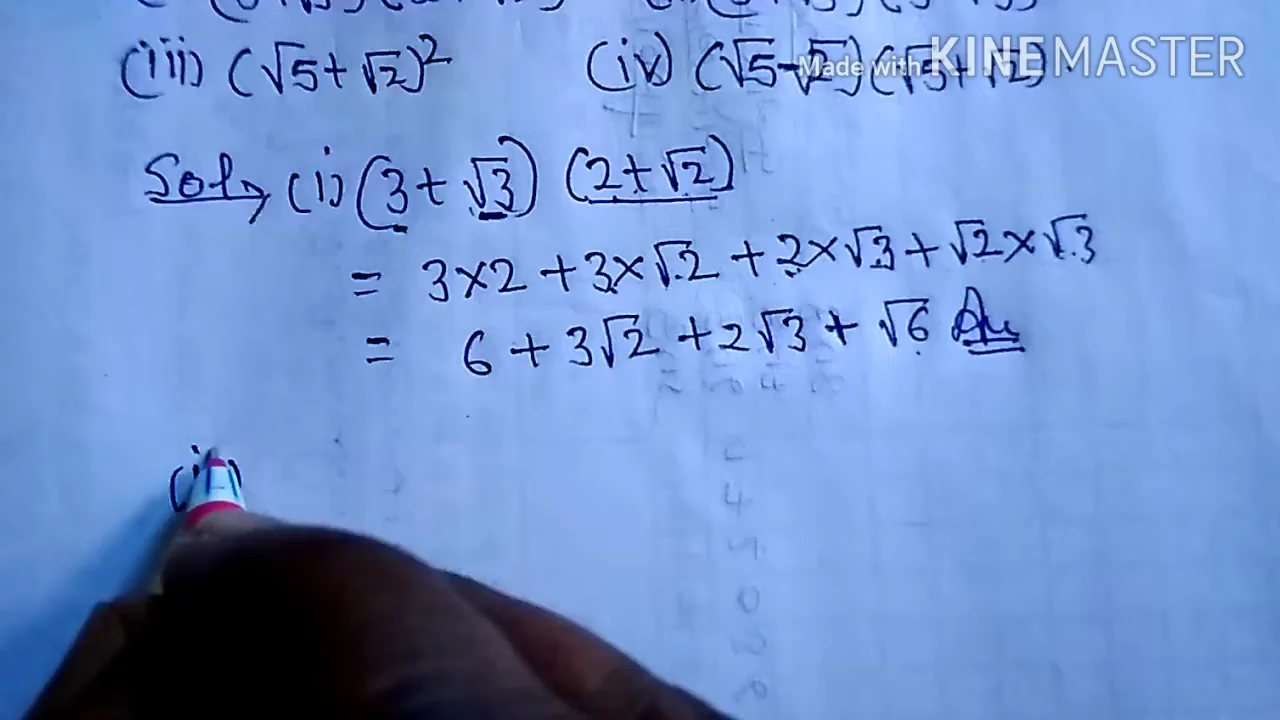 (iii) (√5 + √2)² (iv) (√5 - √2) (√5 + √2)
Made with KINEMASTER
Sol → (i) (3 + √3) (2 + √2)
= 3 × 2 + 3 × √2 + 2 × √3 + √2 × √3
= 6 + 3√2 + 2√3 + √6 Ans